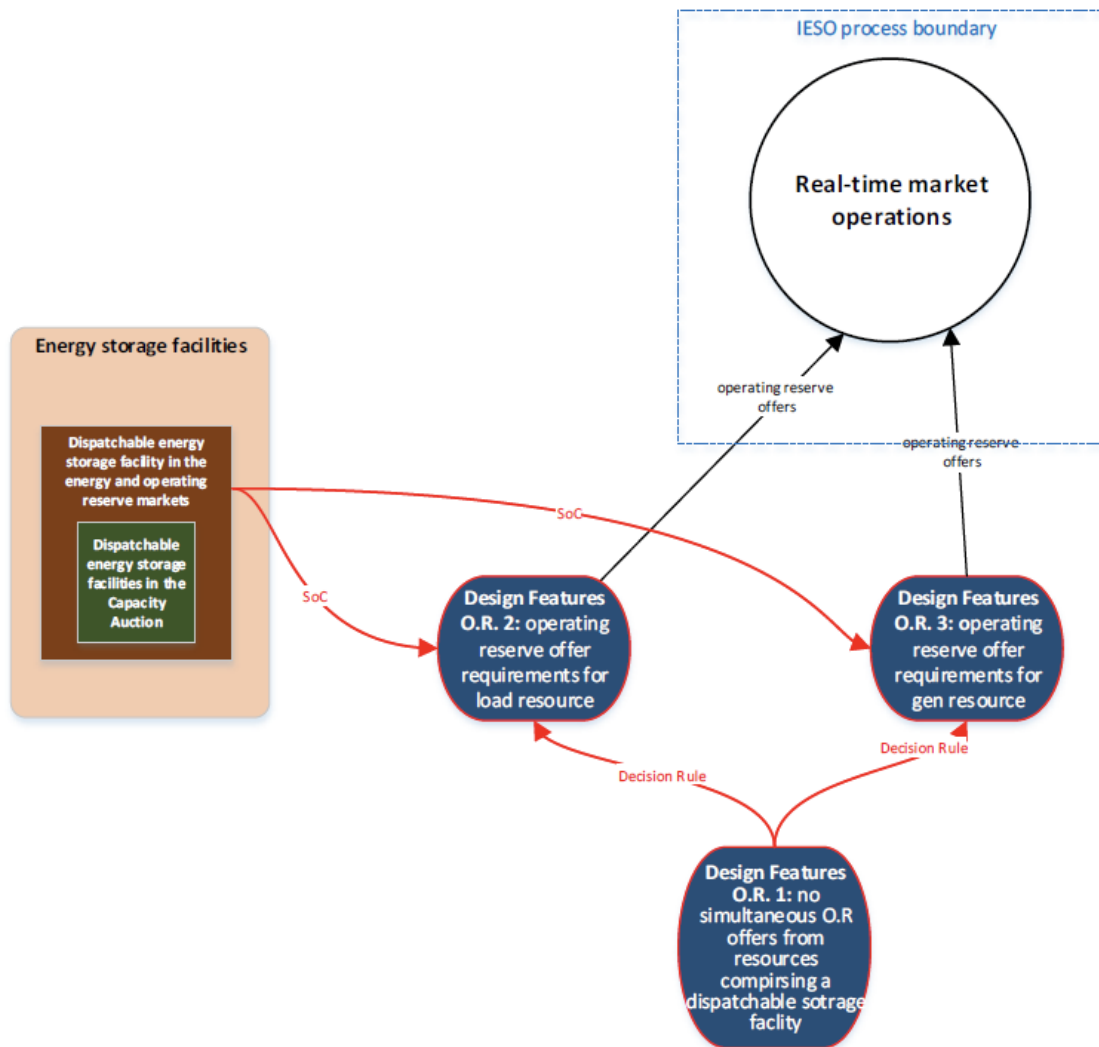 IESO process boundary
Real-time market
operations
Energy storage facilities
operating reserve
offers
Dispatchable energy
storage facility in the
energy and operating
reserve markets
operating reserve
offers
SoC
Dispatchable
energy storage
facilities in the
Capacity
Auction
SoC
Design Features
O.R. 2: operating
reserve offer
requirements for
load resource
Design Features
O.R. 3: operating
reserve offer
requirements for
gen resource
Decision Rule
Decision Rule
Design Features
O.R. 1: no
simultaneous O.R
offers from
resources
compirsing a
dispatchable sotrage
faclity